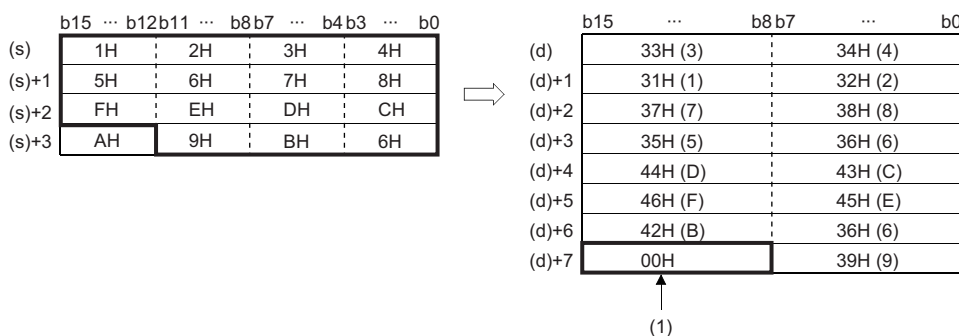 b15 ··· b12 b11 ··· b8 b7 ··· b4 b3 ··· b0
(s) 1H 2H 3H 4H
(s)+1 5H 6H 7H 8H
(s)+2 FH EH DH CH
(s)+3 AH 9H BH 6H
b15 ··· b8 b7 ··· b0
(d) 33H (3) 34H (4)
(d)+1 31H (1) 32H (2)
(d)+2 37H (7) 38H (8)
(d)+3 35H (5) 36H (6)
(d)+4 44H (D) 43H (C)
(d)+5 46H (F) 45H (E)
(d)+6 42H (B) 36H (6)
(d)+7 00H 39H (9)
(1)